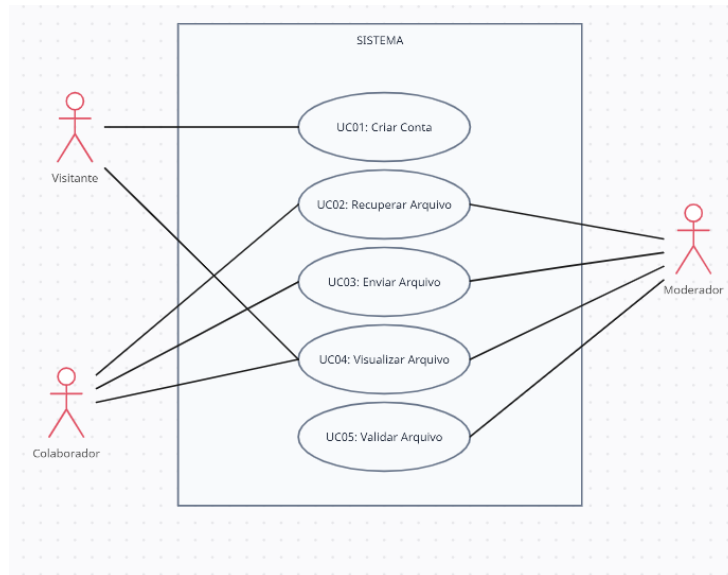 SISTEMA
UC01: Criar Conta
Visitante
UC02: Recuperar Arquivo
UC03: Enviar Arquivo
Moderador
UC04: Visualizar Arquivo
UC05: Validar Arquivo
Colaborador